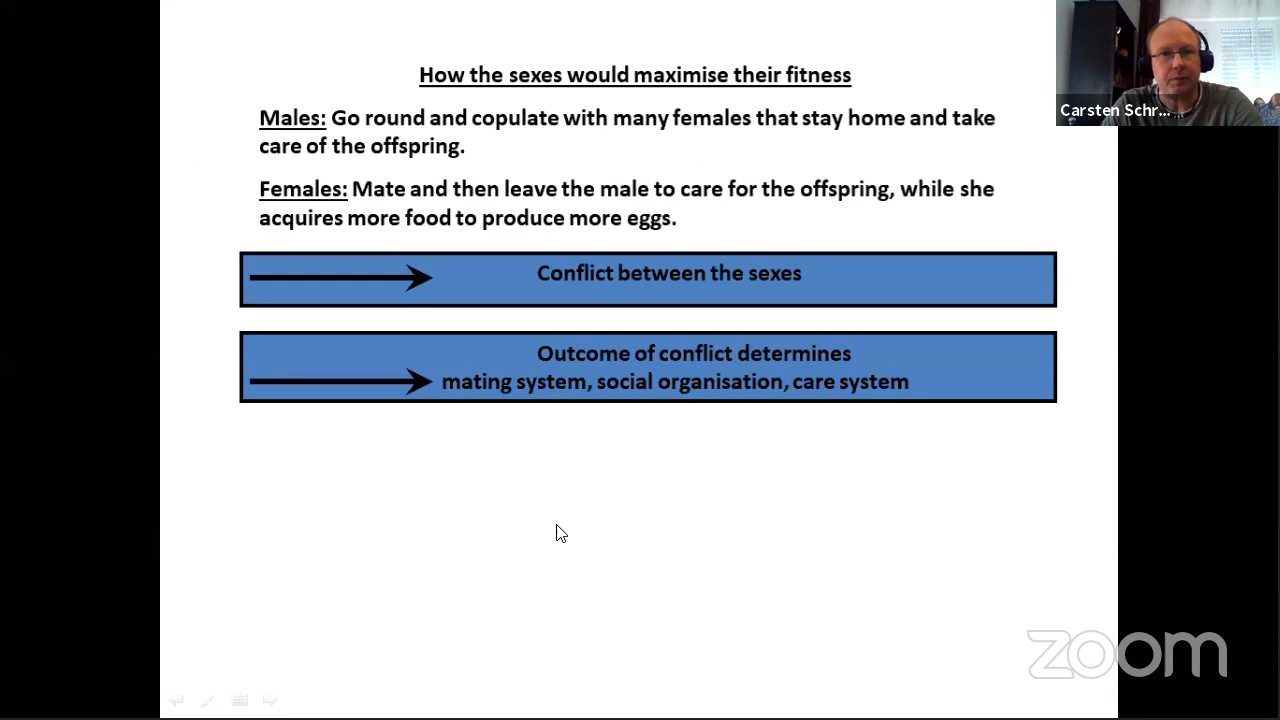 How the sexes would maximise their fitness
Males: Go round and copulate with many females that stay home and take
care of the offspring.
Females: Mate and then leave the male to care for the offspring, while she
acquires more food to produce more eggs.
Conflict between the sexes
Outcome of conflict determines
mating system, social organisation, care system
Carsten Schr...
zoom